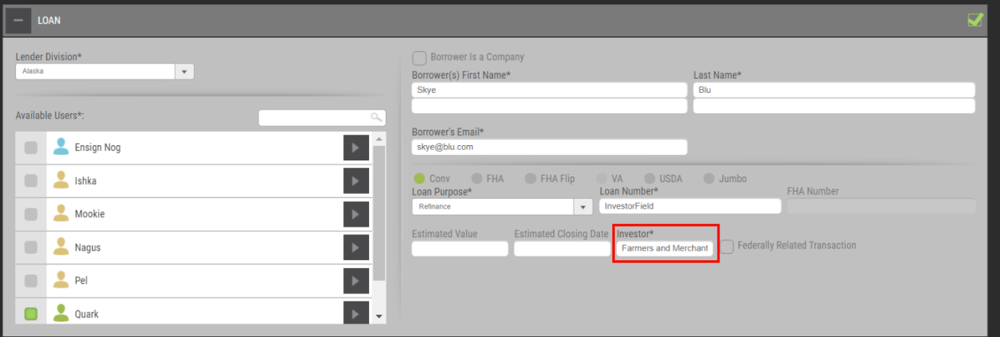 LOAN
Lender Division*
Alaska
Available Users*:
Ensign Nog
Ishka
Mookie
Nagus
Pel
Quark
Borrower Is a Company
Borrower(s) First Name* Last Name*
Skye Blu
Borrower's Email*
skye@blu.com
Conv FHA FHA Flip VA USDA Jumbo
Loan Purpose* Loan Number* FHA Number
Refinance InvestorField
Estimated Value Estimated Closing Date Investor*
Farmers and Merchant Federally Related Transaction